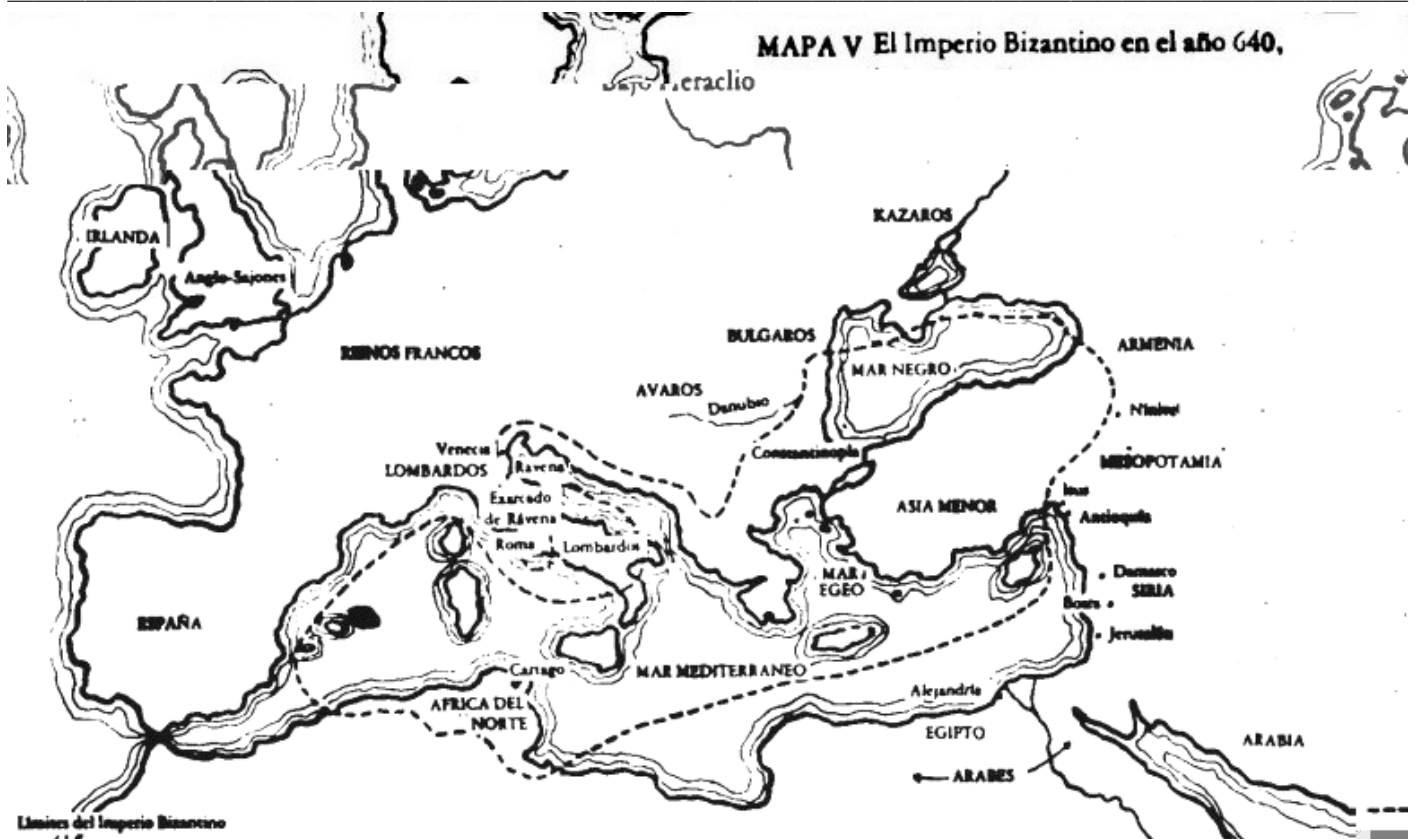 MAPA V El Imperio Bizantino en el año 640,
Bajo Heraclio
KAZAROS
IRLANDA
Anglo-Sajones
BULGAROS
ARMENIA
REINOS FRANCOS
MAR NEGRO
AVAROS
Danubio
Venecia
Constantinopla
LOMBARDOS
Ravena
MESOPOTAMIA
Exarcado
de Rávena
ASIA MENOR
Antioquía
Roma
Lombardos
MAR
EGEO
Damasco
SIRIA
ESPAÑA
Jerusalén
Cartago
MAR MEDITERRANEO
AFRICA DEL
NORTE
Alejandría
EGIPTO
ARABIA
ARABES
Límites del Imperio Bizantino